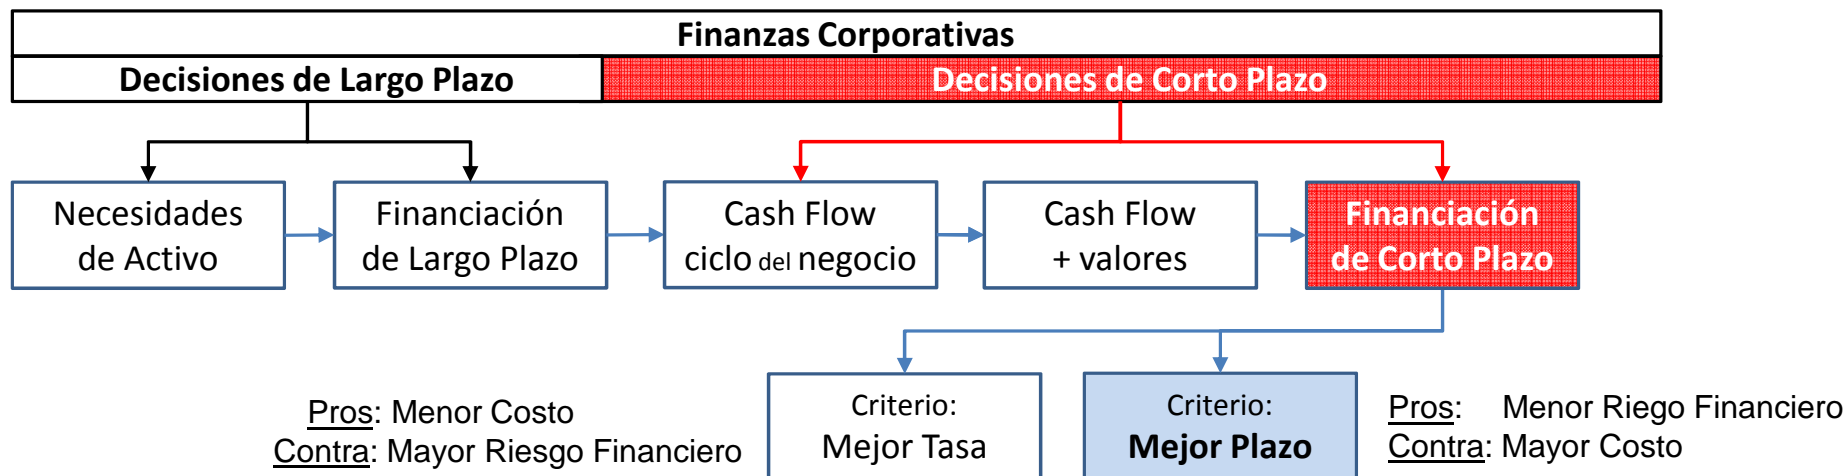 Finanzas Corporativas
Decisiones de Largo Plazo
Decisiones de Corto Plazo
Necesidades
de Activo
Financiación
de Largo Plazo
Cash Flow
ciclo del negocio
Cash Flow
+ valores
Financiación
de Corto Plazo
Pros: Menor Costo
Contra: Mayor Riesgo Financiero
Criterio:
Mejor Tasa
Criterio:
Mejor Plazo
Pros: Menor Riego Financiero
Contra: Mayor Costo